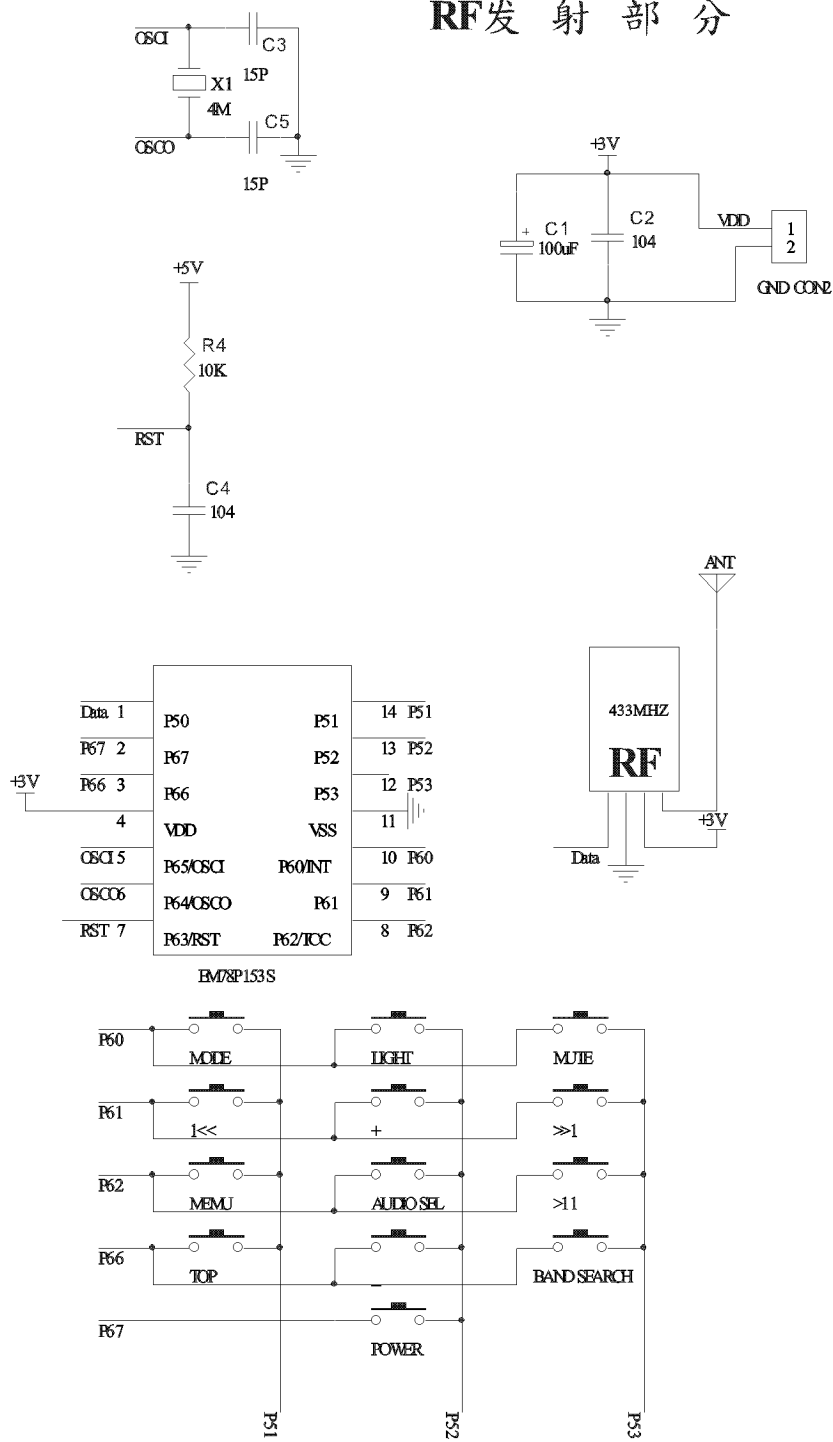 RF发 射 部 分
OSCI
C3
15P
X1
4M
OSCO
C5
15P
+3V
C1
+
100uF
C2
104
VDD
1
2
GND CON2
+5V
R4
10K
RST
C4
104
ANT
433MHZ
RF
+3V
Data
Data 1 P50 P51 14 P51
P67 2 P67 P52 13 P52
P66 3 P66 P53 12 P53
+3V
4 VDD VSS 11
OSCI 5 P65/OSCI P60/INT 10 P60
OSCO6 P64/OSCO P61 9 P61
RST 7 P63/RST P62/TCC 8 P62
EM78P153S
P60
MODE LIGHT MUTE
P61
1<< + >>1
P62
MEMU AUDIO SEL >11
P66
TOP – BAND SEARCH
P67
POWER
P51 P52 P53